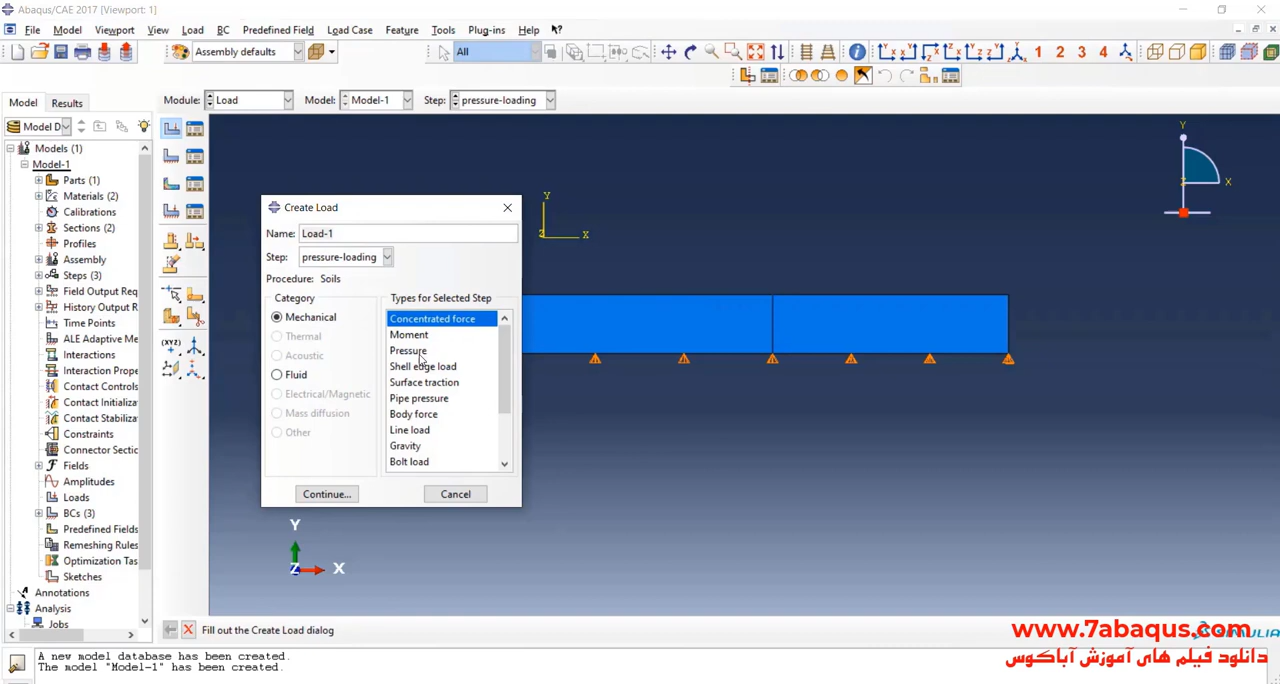 Abaqus/CAE 2017 [Viewport: 1]
File Model Viewport View Load BC Predefined Field Load Case Feature Tools Plug-ins Help
Assembly defaults All 1 2 3 4
Model Results Module: Load Model: Model-1 Step: pressure-loading
Model D
Models (1)
Model-1
Parts (1)
Materials (2)
Calibrations
Sections (2)
Profiles
Assembly
Steps (3)
Field Output Req
History Output R
Time Points
ALE Adaptive Me
Interactions
Interaction Prope
Contact Controls
Contact Initializa
Contact Stabiliza
Constraints
Connector Sectio
Fields
Amplitudes
Loads
BCs (3)
Predefined Fields
Remeshing Rules
Optimization Tas
Sketches
Annotations
Analysis
Jobs
(XYZ)
Create Load
Name: Load-1
Step: pressure-loading
Procedure: Soils
Category
Mechanical
Thermal
Acoustic
Fluid
Electrical/Magnetic
Mass diffusion
Other
Types for Selected Step
Concentrated force
Moment
Pressure
Shell edge load
Surface traction
Pipe pressure
Body force
Line load
Gravity
Bolt load
Continue... Cancel
Y
Z X
Y
Z X
Y
Z X
Fill out the Create Load dialog
SIMULIA
www.7abaqus.com
دانلود فیلم های آموزش آباکوس
A new model database has been created.
The model "Model-1" has been created.